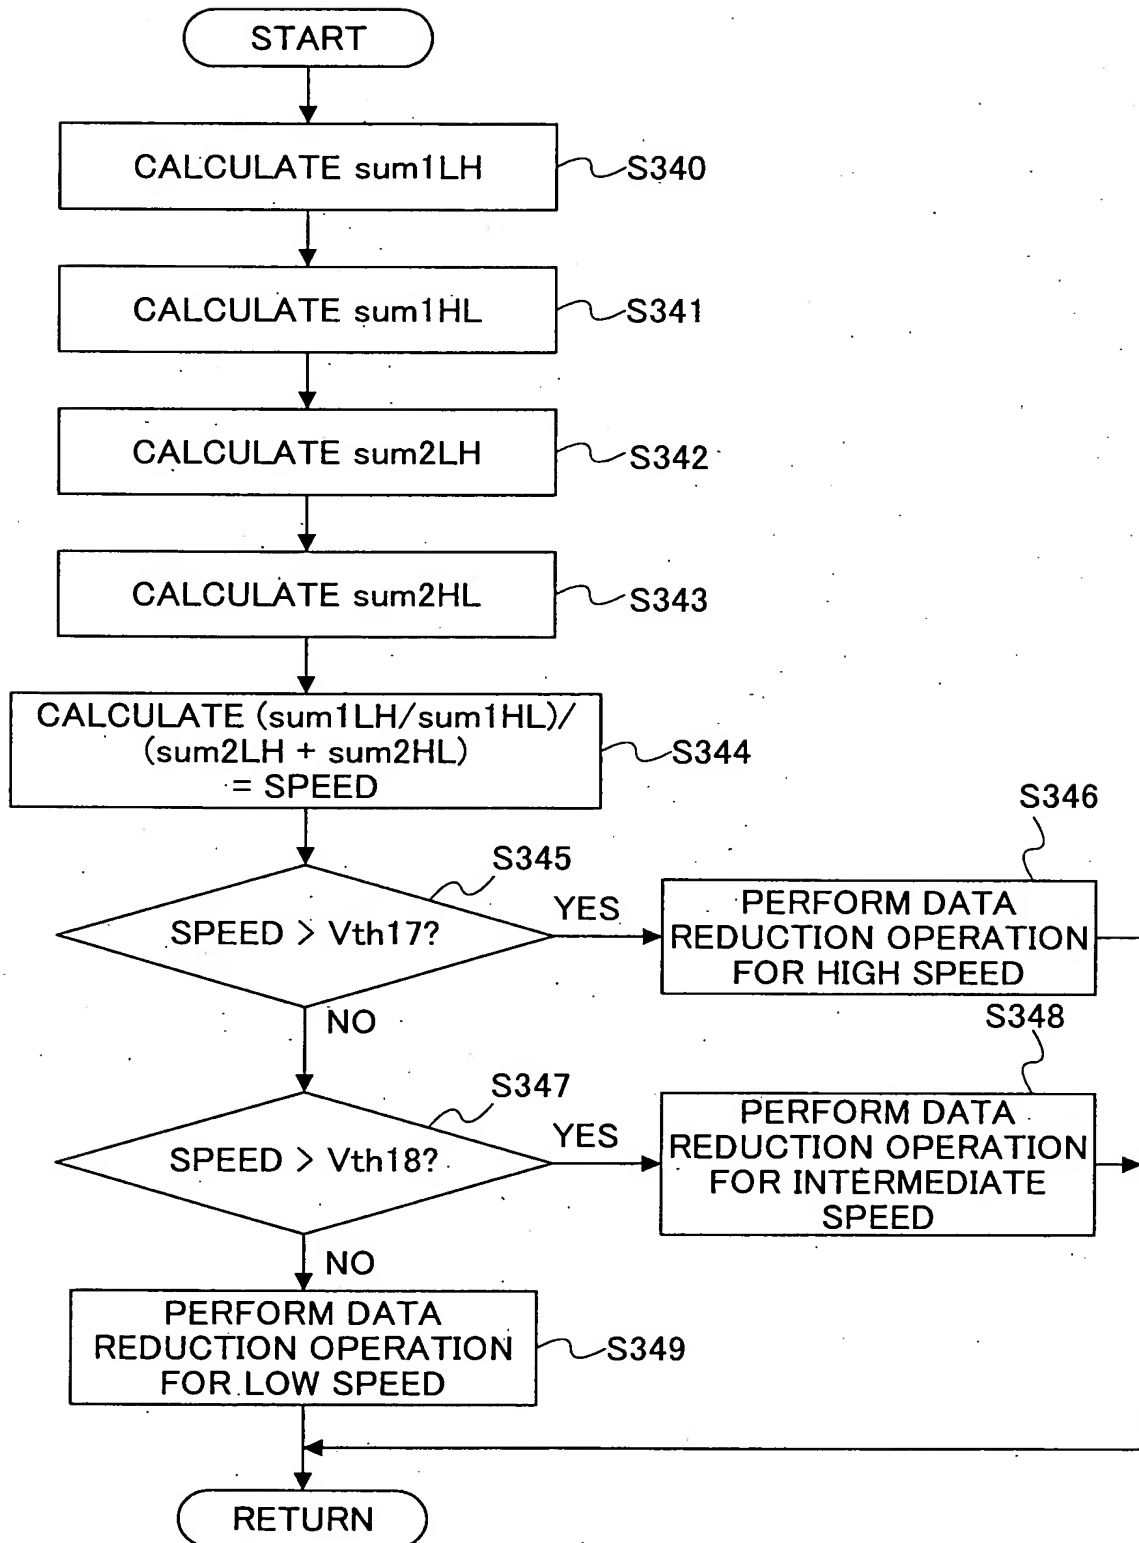 START
CALCULATE sum1LH
S340
CALCULATE sum1HL
S341
CALCULATE sum2LH
S342
CALCULATE sum2HL
S343
CALCULATE (sum1LH/sum1HL)/
(sum2LH + sum2HL)
= SPEED
S344
S345
SPEED > Vth17?
YES
S346
PERFORM DATA
REDUCTION OPERATION
FOR HIGH SPEED
NO
S347
SPEED > Vth18?
YES
S348
PERFORM DATA
REDUCTION OPERATION
FOR INTERMEDIATE
SPEED
NO
PERFORM DATA
REDUCTION OPERATION
FOR LOW SPEED
S349
RETURN